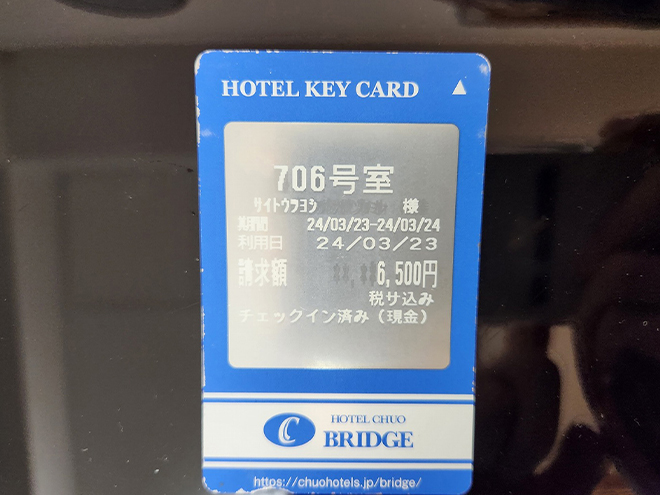 HOTEL KEY CARD ▲
706号室
サイトウラヨシ 様
24/03/23-24/03/24
利用日 24/03/23
請求額 6,500円
税サ込み
チェックイン済み(現金)
HOTEL CHUO
BRIDGE
https://chuohotels.jp/bridge/